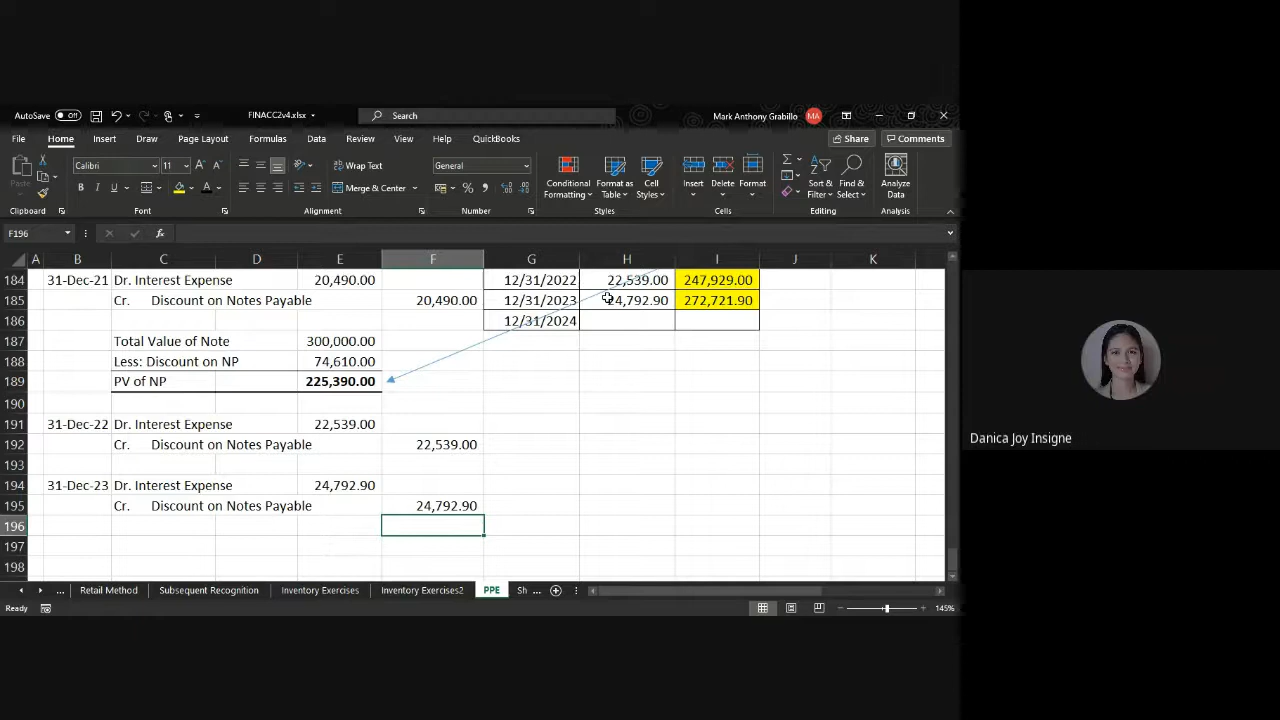 AutoSave Off FINACC2v4.xlsx Search Mark Anthony Grabillo MA
File Home Insert Draw Page Layout Formulas Data Review View Help QuickBooks Share Comments
Paste Calibri 11 Wrap Text General Conditional Formatting Format as Table Cell Styles Insert Delete Format Sort & Filter Find & Select Analyze Data
B I U Merge & Center
Clipboard Font Alignment Number Styles Cells Editing Analysis
F196 fx
A B C D E F G H I J K
184 31-Dec-21 Dr. Interest Expense 20,490.00 12/31/2022 22,539.00 247,929.00
185 Cr. Discount on Notes Payable 20,490.00 12/31/2023 24,792.90 272,721.90
186 12/31/2024
187 Total Value of Note 300,000.00
188 Less: Discount on NP 74,610.00
189 PV of NP 225,390.00
190
191 31-Dec-22 Dr. Interest Expense 22,539.00
192 Cr. Discount on Notes Payable 22,539.00
193
194 31-Dec-23 Dr. Interest Expense 24,792.90
195 Cr. Discount on Notes Payable 24,792.90
196
197
198
... Retail Method Subsequent Recognition Inventory Exercises Inventory Exercises2 PPE Sh ...
Ready 145%
Danica Joy Insigne